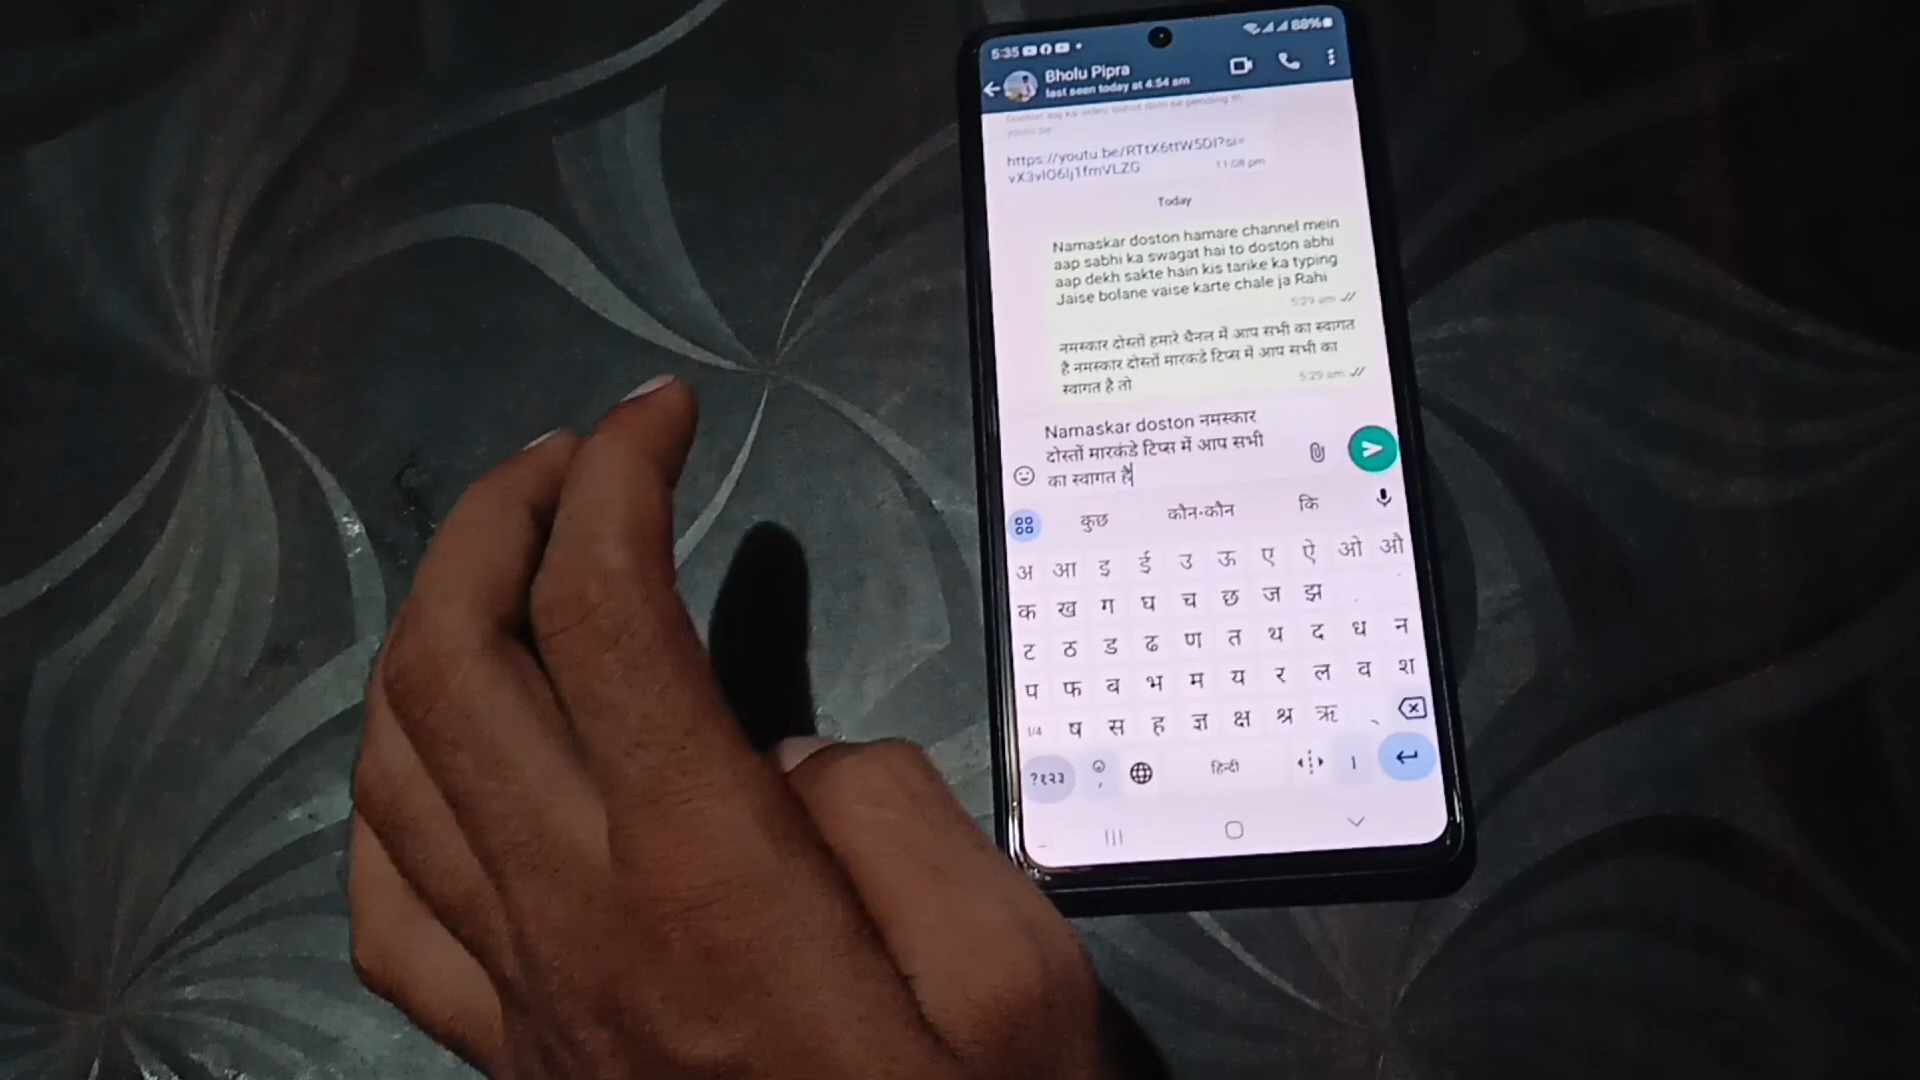 5:35
88%
Bholu Pipra
last seen today at 4:54 am
https://youtu.be/RTtX6ttW5DI?si=
11:08 pm
Today
Namaskar doston hamare channel mein
aap sabhi ka swagat hai to doston abhi
aap dekh sakte hain kis tarike ka typing
Jaise bolane vaise karte chale ja Rahi
5:29 am
नमस्कार दोस्तों हमारे चैनल में आप सभी का स्वागत
है नमस्कार दोस्तों मारकंडे टिप्स में आप सभी का
स्वागत है तो
5:29 am
Namaskar doston नमस्कार
दोस्तों मारकंडे टिप्स में आप सभी
का स्वागत है
कुछ कौन-कौन कि
अ आ इ ई उ ऊ ए ऐ ओ औ
क ख ग घ च छ ज झ
ट ठ ड ढ ण त थ द ध न
प फ ब भ म य र ल व श
1/4 ष स ह ज्ञ क्ष श्र ऋ
?१२३ , हिन्दी ।